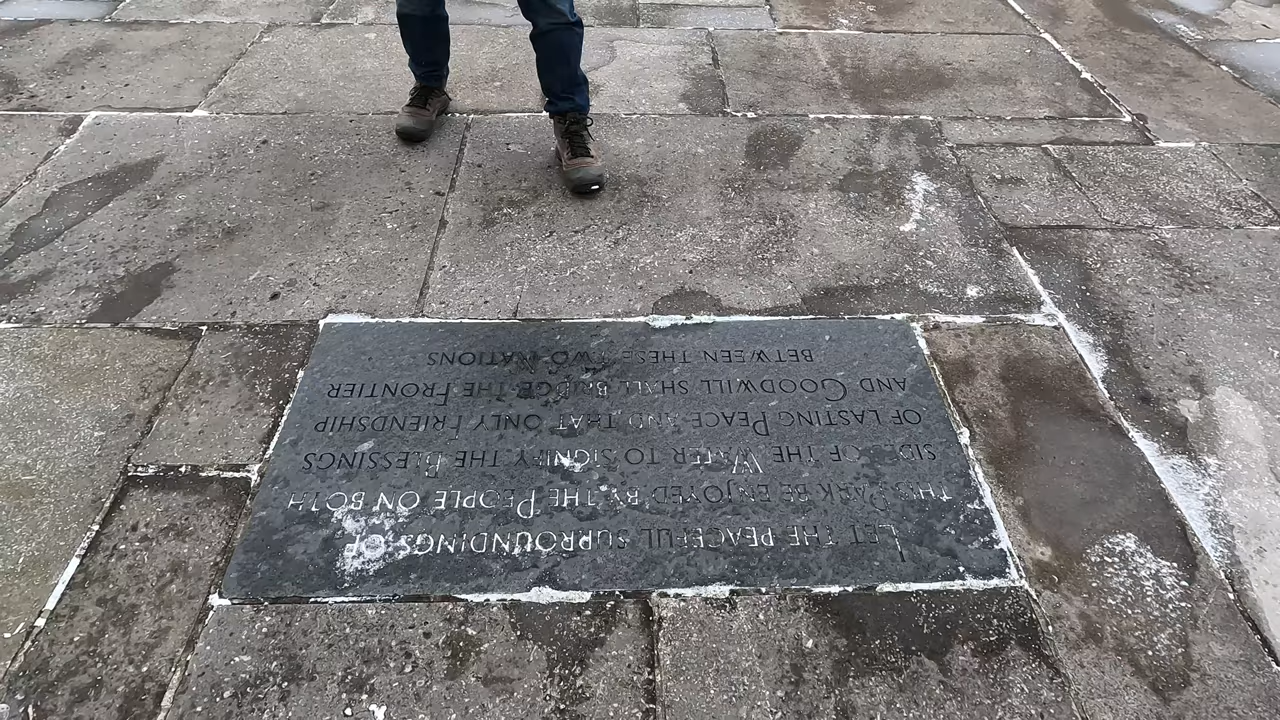 LET THE PEACEFUL SURROUNDINGS OF
THIS PARK BE ENJOYED BY THE PEOPLE ON BOTH
SIDES OF THE WATER TO SIGNIFY THE BLESSINGS
OF LASTING PEACE AND THAT ONLY FRIENDSHIP
AND GOODWILL SHALL BRIDGE THE FRONTIER
BETWEEN THESE TWO NATIONS